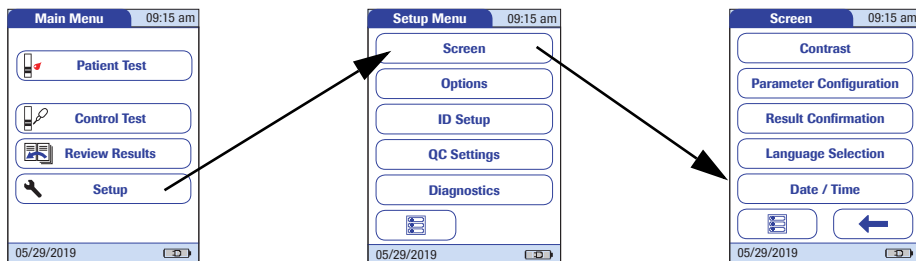 Main Menu 09:15 am
Patient Test
Control Test
Review Results
Setup
05/29/2019
Setup Menu 09:15 am
Screen
Options
ID Setup
QC Settings
Diagnostics
05/29/2019
Screen 09:15 am
Contrast
Parameter Configuration
Result Confirmation
Language Selection
Date / Time
05/29/2019